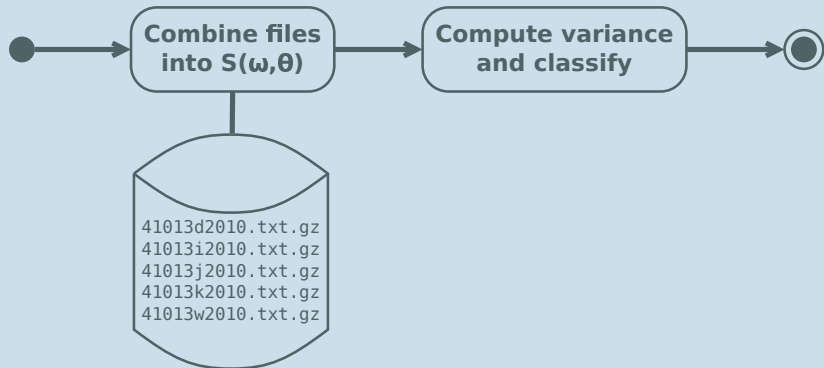 Combine files
into S(ω,θ)
Compute variance
and classify
41013d2010.txt.gz
41013i2010.txt.gz
41013j2010.txt.gz
41013k2010.txt.gz
41013w2010.txt.gz